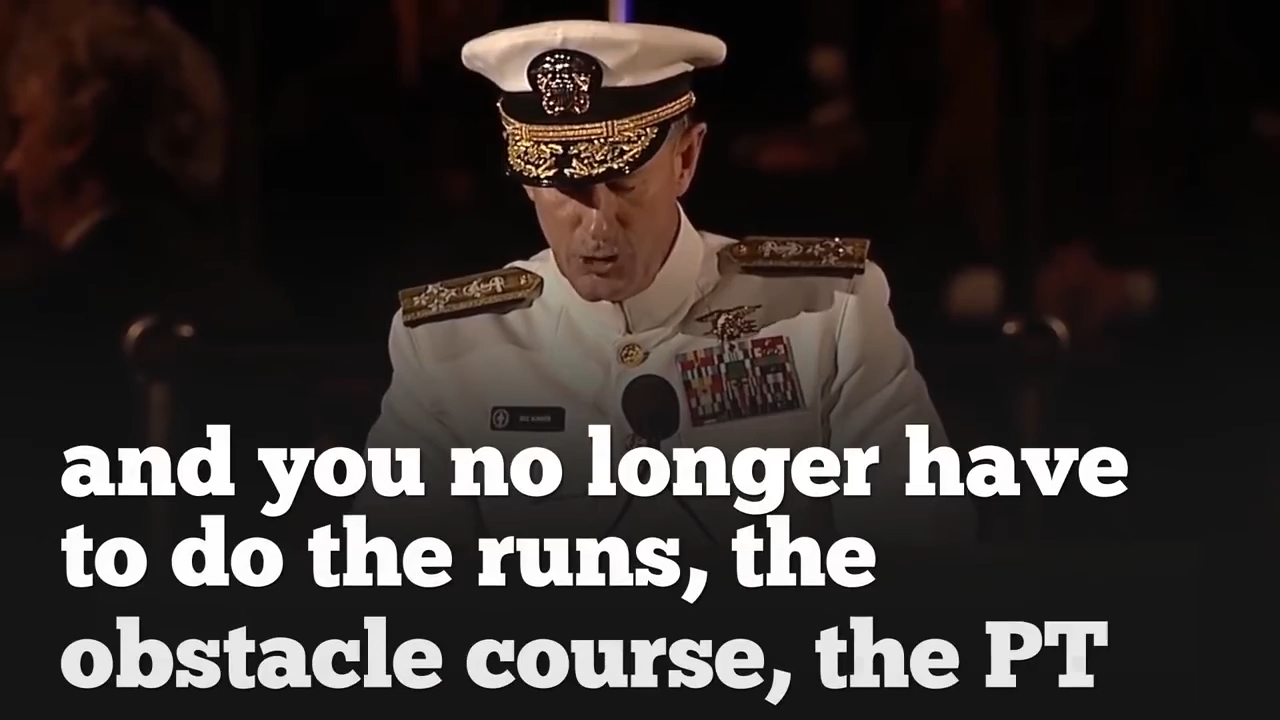 and you no longer have
to do the runs, the
obstacle course, the PT